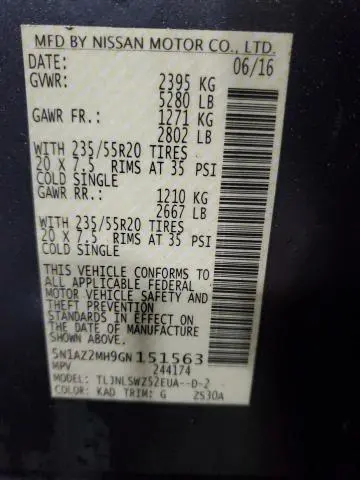 MFD BY NISSAN MOTOR CO., LTD.
DATE: 06/16
GVWR: 2395 KG
5280 LB
GAWR FR.: 1271 KG
2802 LB
WITH 235/55R20 TIRES
20 X 7.5 RIMS AT 35 PSI
COLD SINGLE
GAWR RR.: 1210 KG
2667 LB
WITH 235/55R20 TIRES
20 X 7.5 RIMS AT 35 PSI
COLD SINGLE
THIS VEHICLE CONFORMS TO
ALL APPLICABLE FEDERAL
MOTOR VEHICLE SAFETY AND
THEFT PREVENTION
STANDARDS IN EFFECT ON
THE DATE OF MANUFACTURE
SHOWN ABOVE.
5N1AZ2MH9GN151563
MPV 244174
MODEL: TLJNLSWZ52EUA--D-2
COLOR: KAD TRIM: G 2S30A